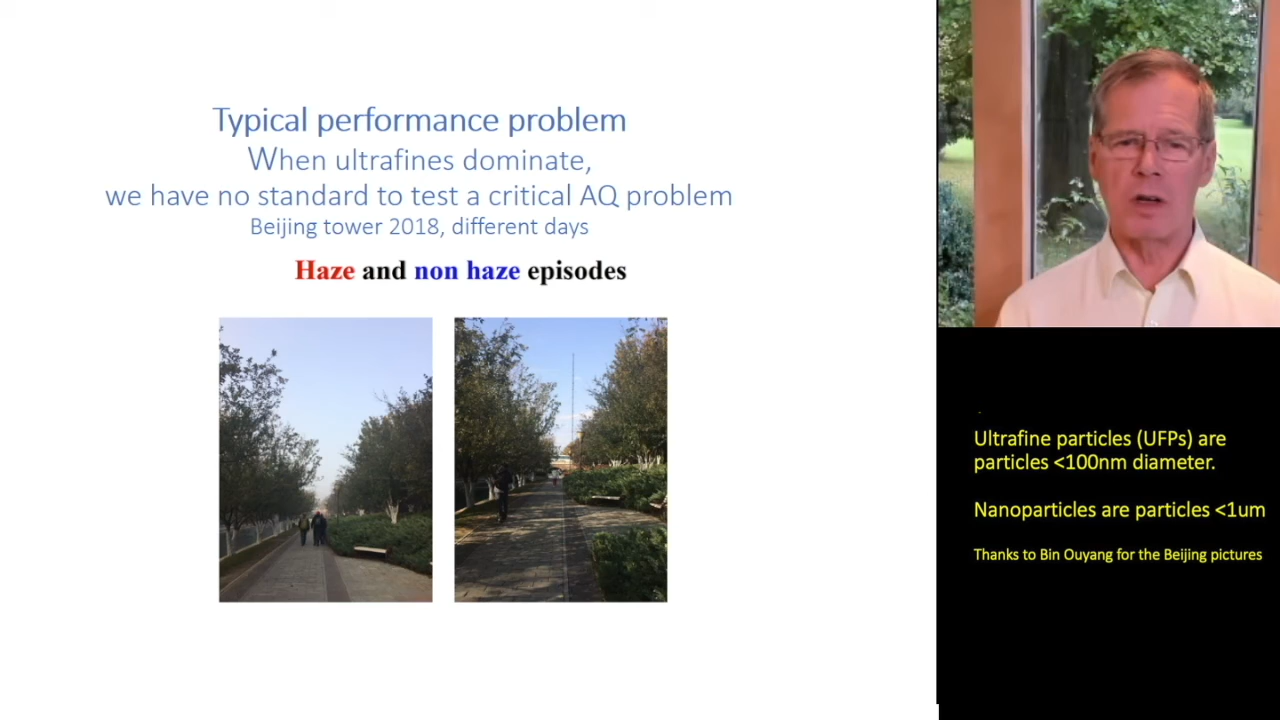 Typical performance problem
When ultrafines dominate,
we have no standard to test a critical AQ problem
Beijing tower 2018, different days
Haze and non haze episodes
Ultrafine particles (UFPs) are
particles <100nm diameter.
Nanoparticles are particles <1um
Thanks to Bin Ouyang for the Beijing pictures